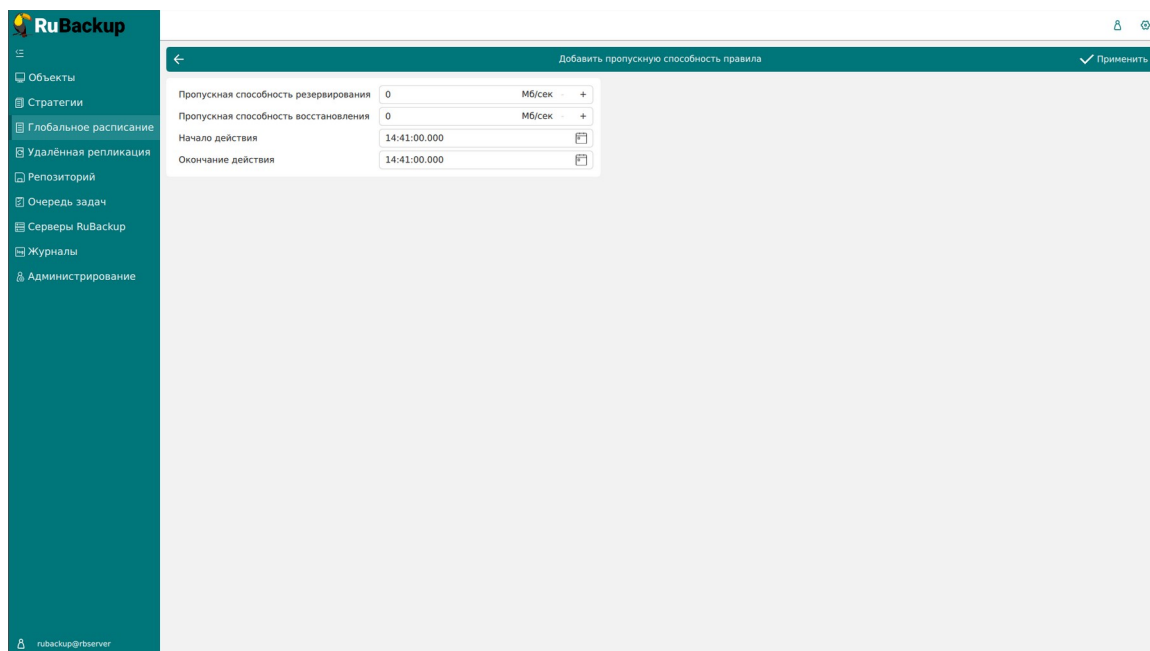 RuBackup
Добавить пропускную способность правила
Применить
Объекты
Стратегии
Глобальное расписание
Удалённая репликация
Репозиторий
Очередь задач
Серверы RuBackup
Журналы
Администрирование
Пропускная способность резервирования 0 Мб/сек - +
Пропускная способность восстановления 0 Мб/сек - +
Начало действия 14:41:00.000
Окончание действия 14:41:00.000
rubackup@rbserver